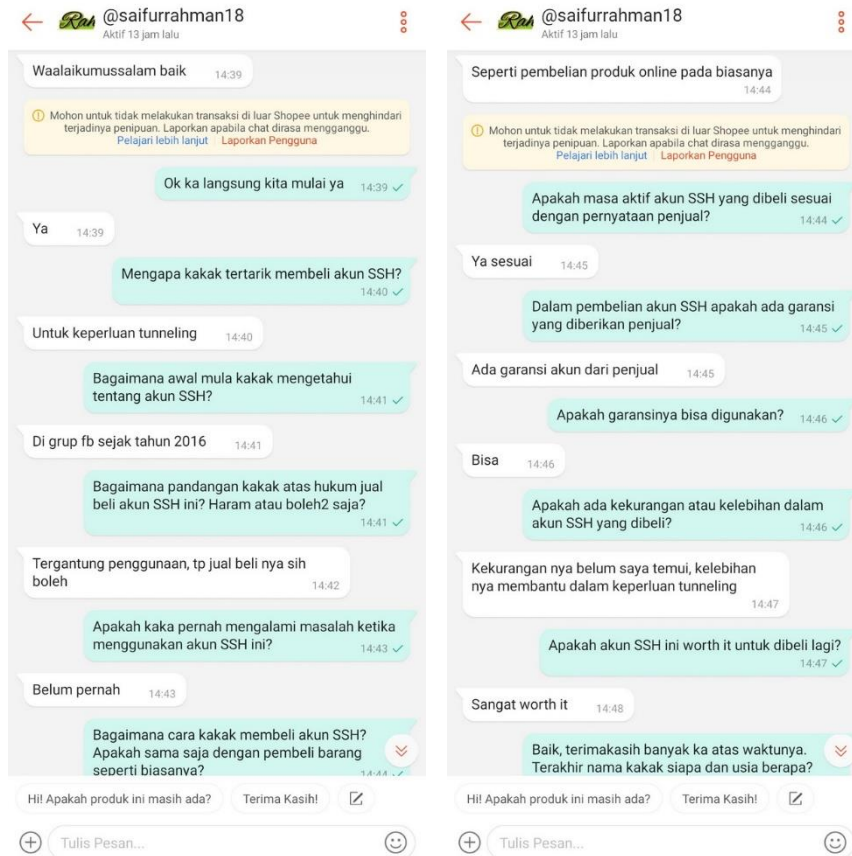 Rah @saifurrahman18
Aktif 13 jam lalu
Waalaikumussalam baik 14:39
Mohon untuk tidak melakukan transaksi di luar Shopee untuk menghindari
terjadinya penipuan. Laporkan apabila chat dirasa mengganggu.
Pelajari lebih lanjut | Laporkan Pengguna
Ok ka langsung kita mulai ya 14:39
Ya 14:39
Mengapa kakak tertarik membeli akun SSH?
14:40
Untuk keperluan tunneling 14:40
Bagaimana awal mula kakak mengetahui
tentang akun SSH?
14:41
Di grup fb sejak tahun 2016 14:41
Bagaimana pandangan kakak atas hukum jual
beli akun SSH ini? Haram atau boleh2 saja?
14:41
Tergantung penggunaan, tp jual beli nya sih
boleh
14:42
Apakah kaka pernah mengalami masalah ketika
menggunakan akun SSH ini?
14:43
Belum pernah 14:43
Bagaimana cara kakak membeli akun SSH?
Apakah sama saja dengan pembeli barang
seperti biasanya?
14:44
Hi! Apakah produk ini masih ada? Terima Kasih!
Tulis Pesan...
Rah @saifurrahman18
Aktif 13 jam lalu
Seperti pembelian produk online pada biasanya
14:44
Mohon untuk tidak melakukan transaksi di luar Shopee untuk menghindari
terjadinya penipuan. Laporkan apabila chat dirasa mengganggu.
Pelajari lebih lanjut | Laporkan Pengguna
Apakah masa aktif akun SSH yang dibeli sesuai
dengan pernyataan penjual?
14:44
Ya sesuai 14:45
Dalam pembelian akun SSH apakah ada garansi
yang diberikan penjual?
14:45
Ada garansi akun dari penjual 14:45
Apakah garansinya bisa digunakan? 14:46
Bisa 14:46
Apakah ada kekurangan atau kelebihan dalam
akun SSH yang dibeli?
14:46
Kekurangan nya belum saya temui, kelebihan
nya membantu dalam keperluan tunneling
14:47
Apakah akun SSH ini worth it untuk dibeli lagi?
14:47
Sangat worth it 14:48
Baik, terimakasih banyak ka atas waktunya.
Terakhir nama kakak siapa dan usia berapa?
Hi! Apakah produk ini masih ada? Terima Kasih!
Tulis Pesan...